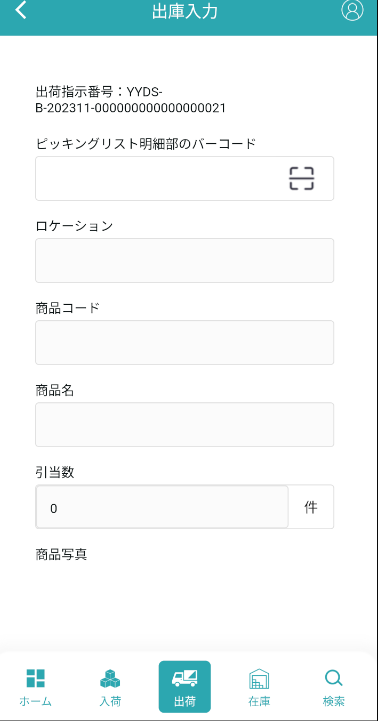 出庫入力
出荷指示番号：YYDS-
B-202311-000000000000000021
ピッキングリスト明細部のバーコード
ロケーション
商品コード
商品名
引当数
0 件
商品写真
ホーム 入荷 出荷 在庫 検索